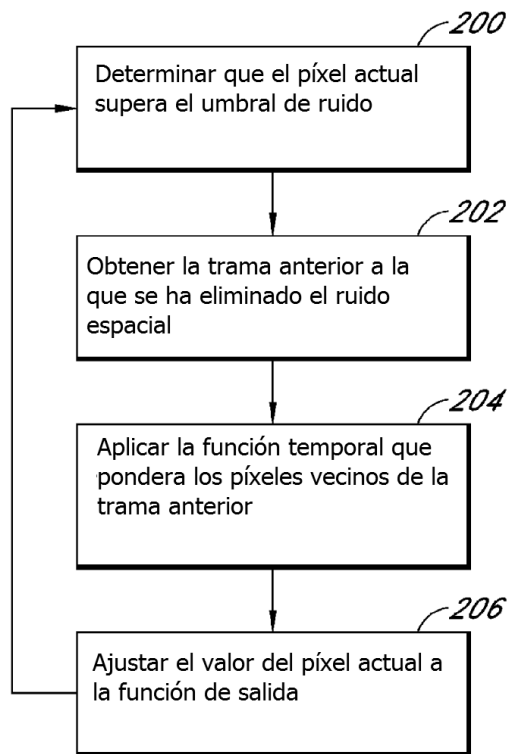 200
Determinar que el píxel actual
supera el umbral de ruido
202
Obtener la trama anterior a la
que se ha eliminado el ruido
espacial
204
Aplicar la función temporal que
pondera los píxeles vecinos de la
trama anterior
206
Ajustar el valor del píxel actual a
la función de salida